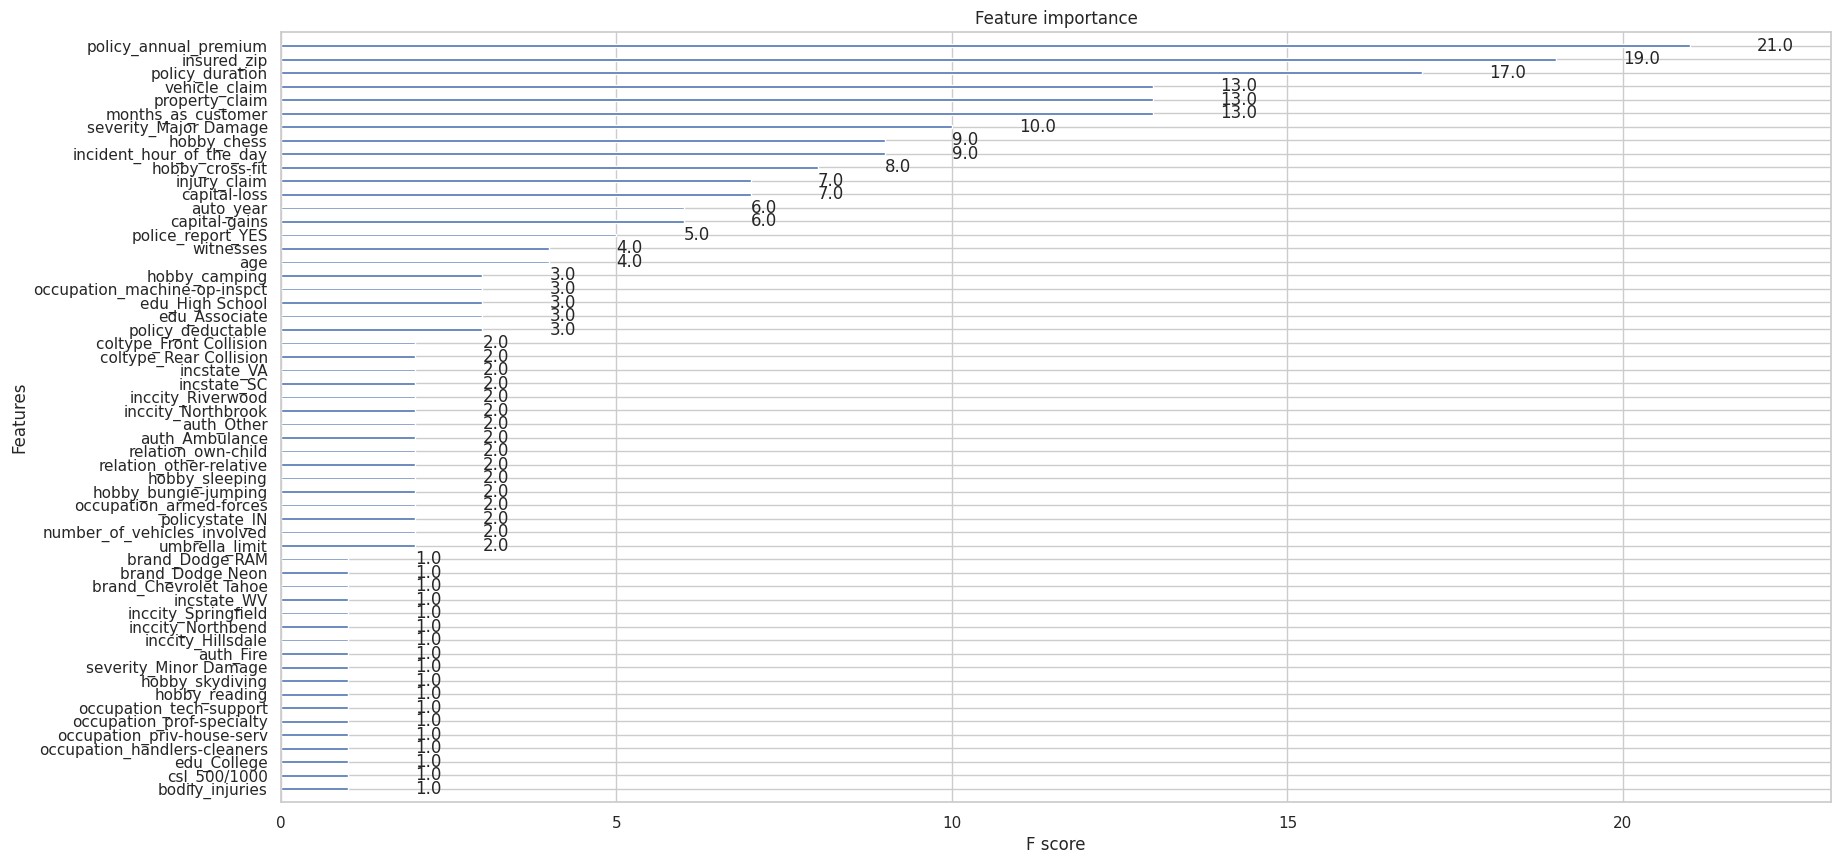 Feature importance
policy_annual_premium 21.0
insured_zip 19.0
policy_duration 17.0
vehicle_claim 13.0
property_claim 13.0
months_as_customer 13.0
severity_Major Damage 10.0
hobby_chess 9.0
incident_hour_of_the_day 9.0
hobby_cross-fit 8.0
injury_claim 7.0
capital-loss 7.0
auto_year 6.0
capital-gains 6.0
police_report_YES 5.0
witnesses 4.0
age 4.0
hobby_camping 3.0
occupation_machine-op-inspct 3.0
edu_High School 3.0
edu_Associate 3.0
policy_deductable 3.0
coltype_Front Collision 2.0
coltype_Rear Collision 2.0
incstate_VA 2.0
incstate_SC 2.0
inccity_Riverwood 2.0
inccity_Northbrook 2.0
auth_Other 2.0
auth_Ambulance 2.0
relation_own-child 2.0
relation_other-relative 2.0
hobby_sleeping 2.0
hobby_bungie-jumping 2.0
occupation_armed-forces 2.0
policystate_IN 2.0
number_of_vehicles_involved 2.0
umbrella_limit 2.0
brand_Dodge RAM 1.0
brand_Dodge Neon 1.0
brand_Chevrolet Tahoe 1.0
incstate_WV 1.0
inccity_Springfield 1.0
inccity_Northbend 1.0
inccity_Hillsdale 1.0
auth_Fire 1.0
severity_Minor Damage 1.0
hobby_skydiving 1.0
hobby_reading 1.0
occupation_tech-support 1.0
occupation_prof-specialty 1.0
occupation_priv-house-serv 1.0
occupation_handlers-cleaners 1.0
edu_College 1.0
csl_500/1000 1.0
bodily_injuries 1.0
Features
0 5 10 15 20
F score